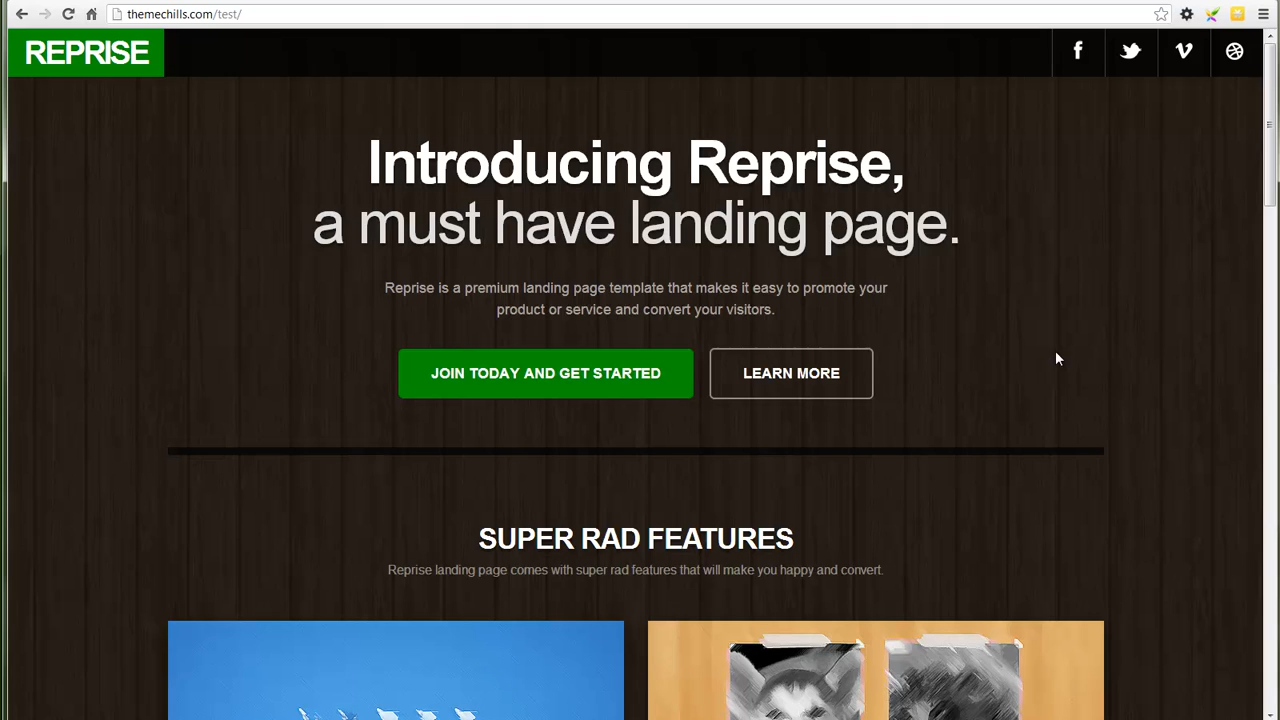 themechills.com/test/
REPRISE
Introducing Reprise,
a must have landing page.
Reprise is a premium landing page template that makes it easy to promote your
product or service and convert your visitors.
JOIN TODAY AND GET STARTED
LEARN MORE
SUPER RAD FEATURES
Reprise landing page comes with super rad features that will make you happy and convert.